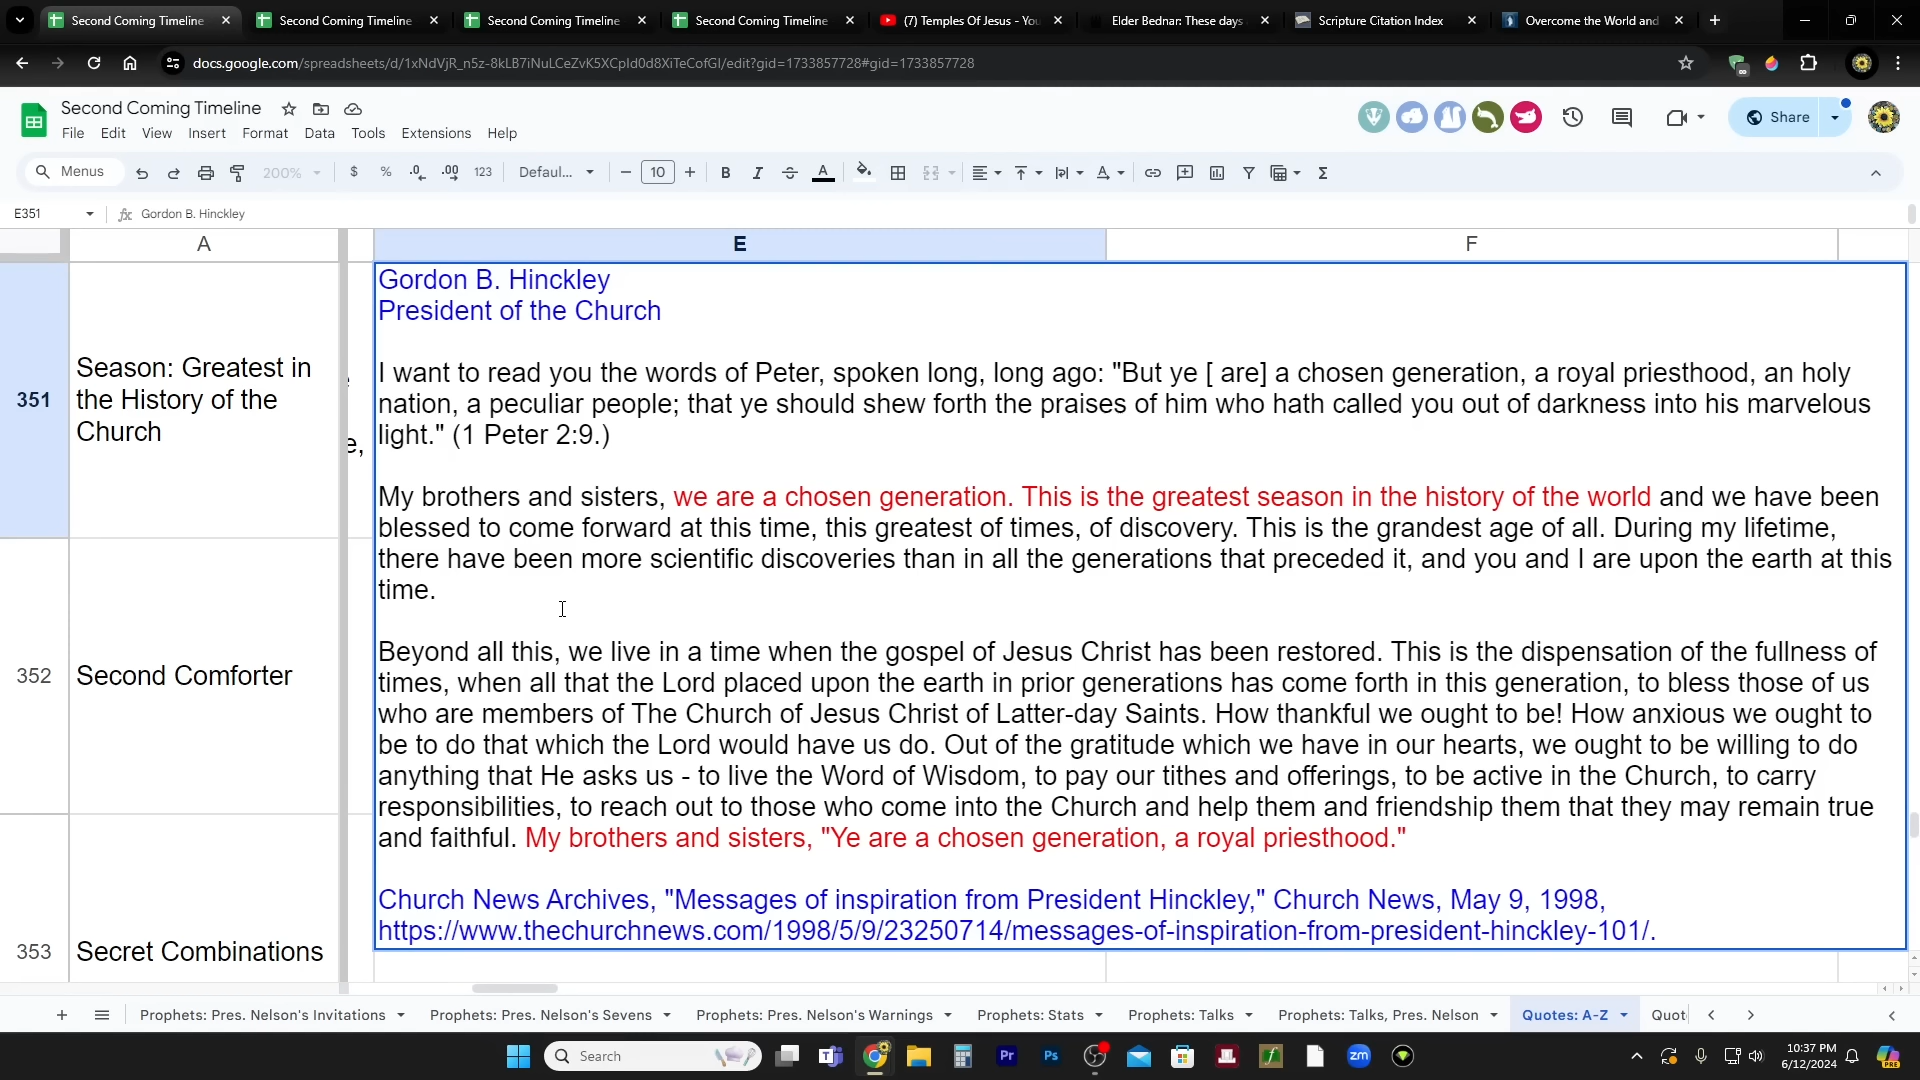 Second Coming Timeline
Second Coming Timeline
Second Coming Timeline
Second Coming Timeline
(7) Temples Of Jesus - You
Elder Bednar: These days
Scripture Citation Index
Overcome the World and
docs.google.com/spreadsheets/d/1xNdVjR_n5z-8kLB7iNuLCeZvK5XCpId0d8XiTeCofGI/edit?gid=1733857728#gid=1733857728
Second Coming Timeline
File Edit View Insert Format Data Tools Extensions Help
Share
Menus 200% $ % .0 .00 123 Defaul... 10 B I A
E351 fx Gordon B. Hinckley
A E F
351
Season: Greatest in
the History of the
Church
e,
352
Second Comforter
353
Secret Combinations
Gordon B. Hinckley
President of the Church
I want to read you the words of Peter, spoken long, long ago: "But ye [ are] a chosen generation, a royal priesthood, an holy
nation, a peculiar people; that ye should shew forth the praises of him who hath called you out of darkness into his marvelous
light." (1 Peter 2:9.)
My brothers and sisters, we are a chosen generation. This is the greatest season in the history of the world and we have been
blessed to come forward at this time, this greatest of times, of discovery. This is the grandest age of all. During my lifetime,
there have been more scientific discoveries than in all the generations that preceded it, and you and I are upon the earth at this
time.
Beyond all this, we live in a time when the gospel of Jesus Christ has been restored. This is the dispensation of the fullness of
times, when all that the Lord placed upon the earth in prior generations has come forth in this generation, to bless those of us
who are members of The Church of Jesus Christ of Latter-day Saints. How thankful we ought to be! How anxious we ought to
be to do that which the Lord would have us do. Out of the gratitude which we have in our hearts, we ought to be willing to do
anything that He asks us - to live the Word of Wisdom, to pay our tithes and offerings, to be active in the Church, to carry
responsibilities, to reach out to those who come into the Church and help them and friendship them that they may remain true
and faithful. My brothers and sisters, "Ye are a chosen generation, a royal priesthood."
Church News Archives, "Messages of inspiration from President Hinckley," Church News, May 9, 1998,
https://www.thechurchnews.com/1998/5/9/23250714/messages-of-inspiration-from-president-hinckley-101/.
Prophets: Pres. Nelson's Invitations
Prophets: Pres. Nelson's Sevens
Prophets: Pres. Nelson's Warnings
Prophets: Stats
Prophets: Talks
Prophets: Talks, Pres. Nelson
Quotes: A-Z
Quot
Search
Pr
Ps
zm
10:37 PM
6/12/2024
PRE